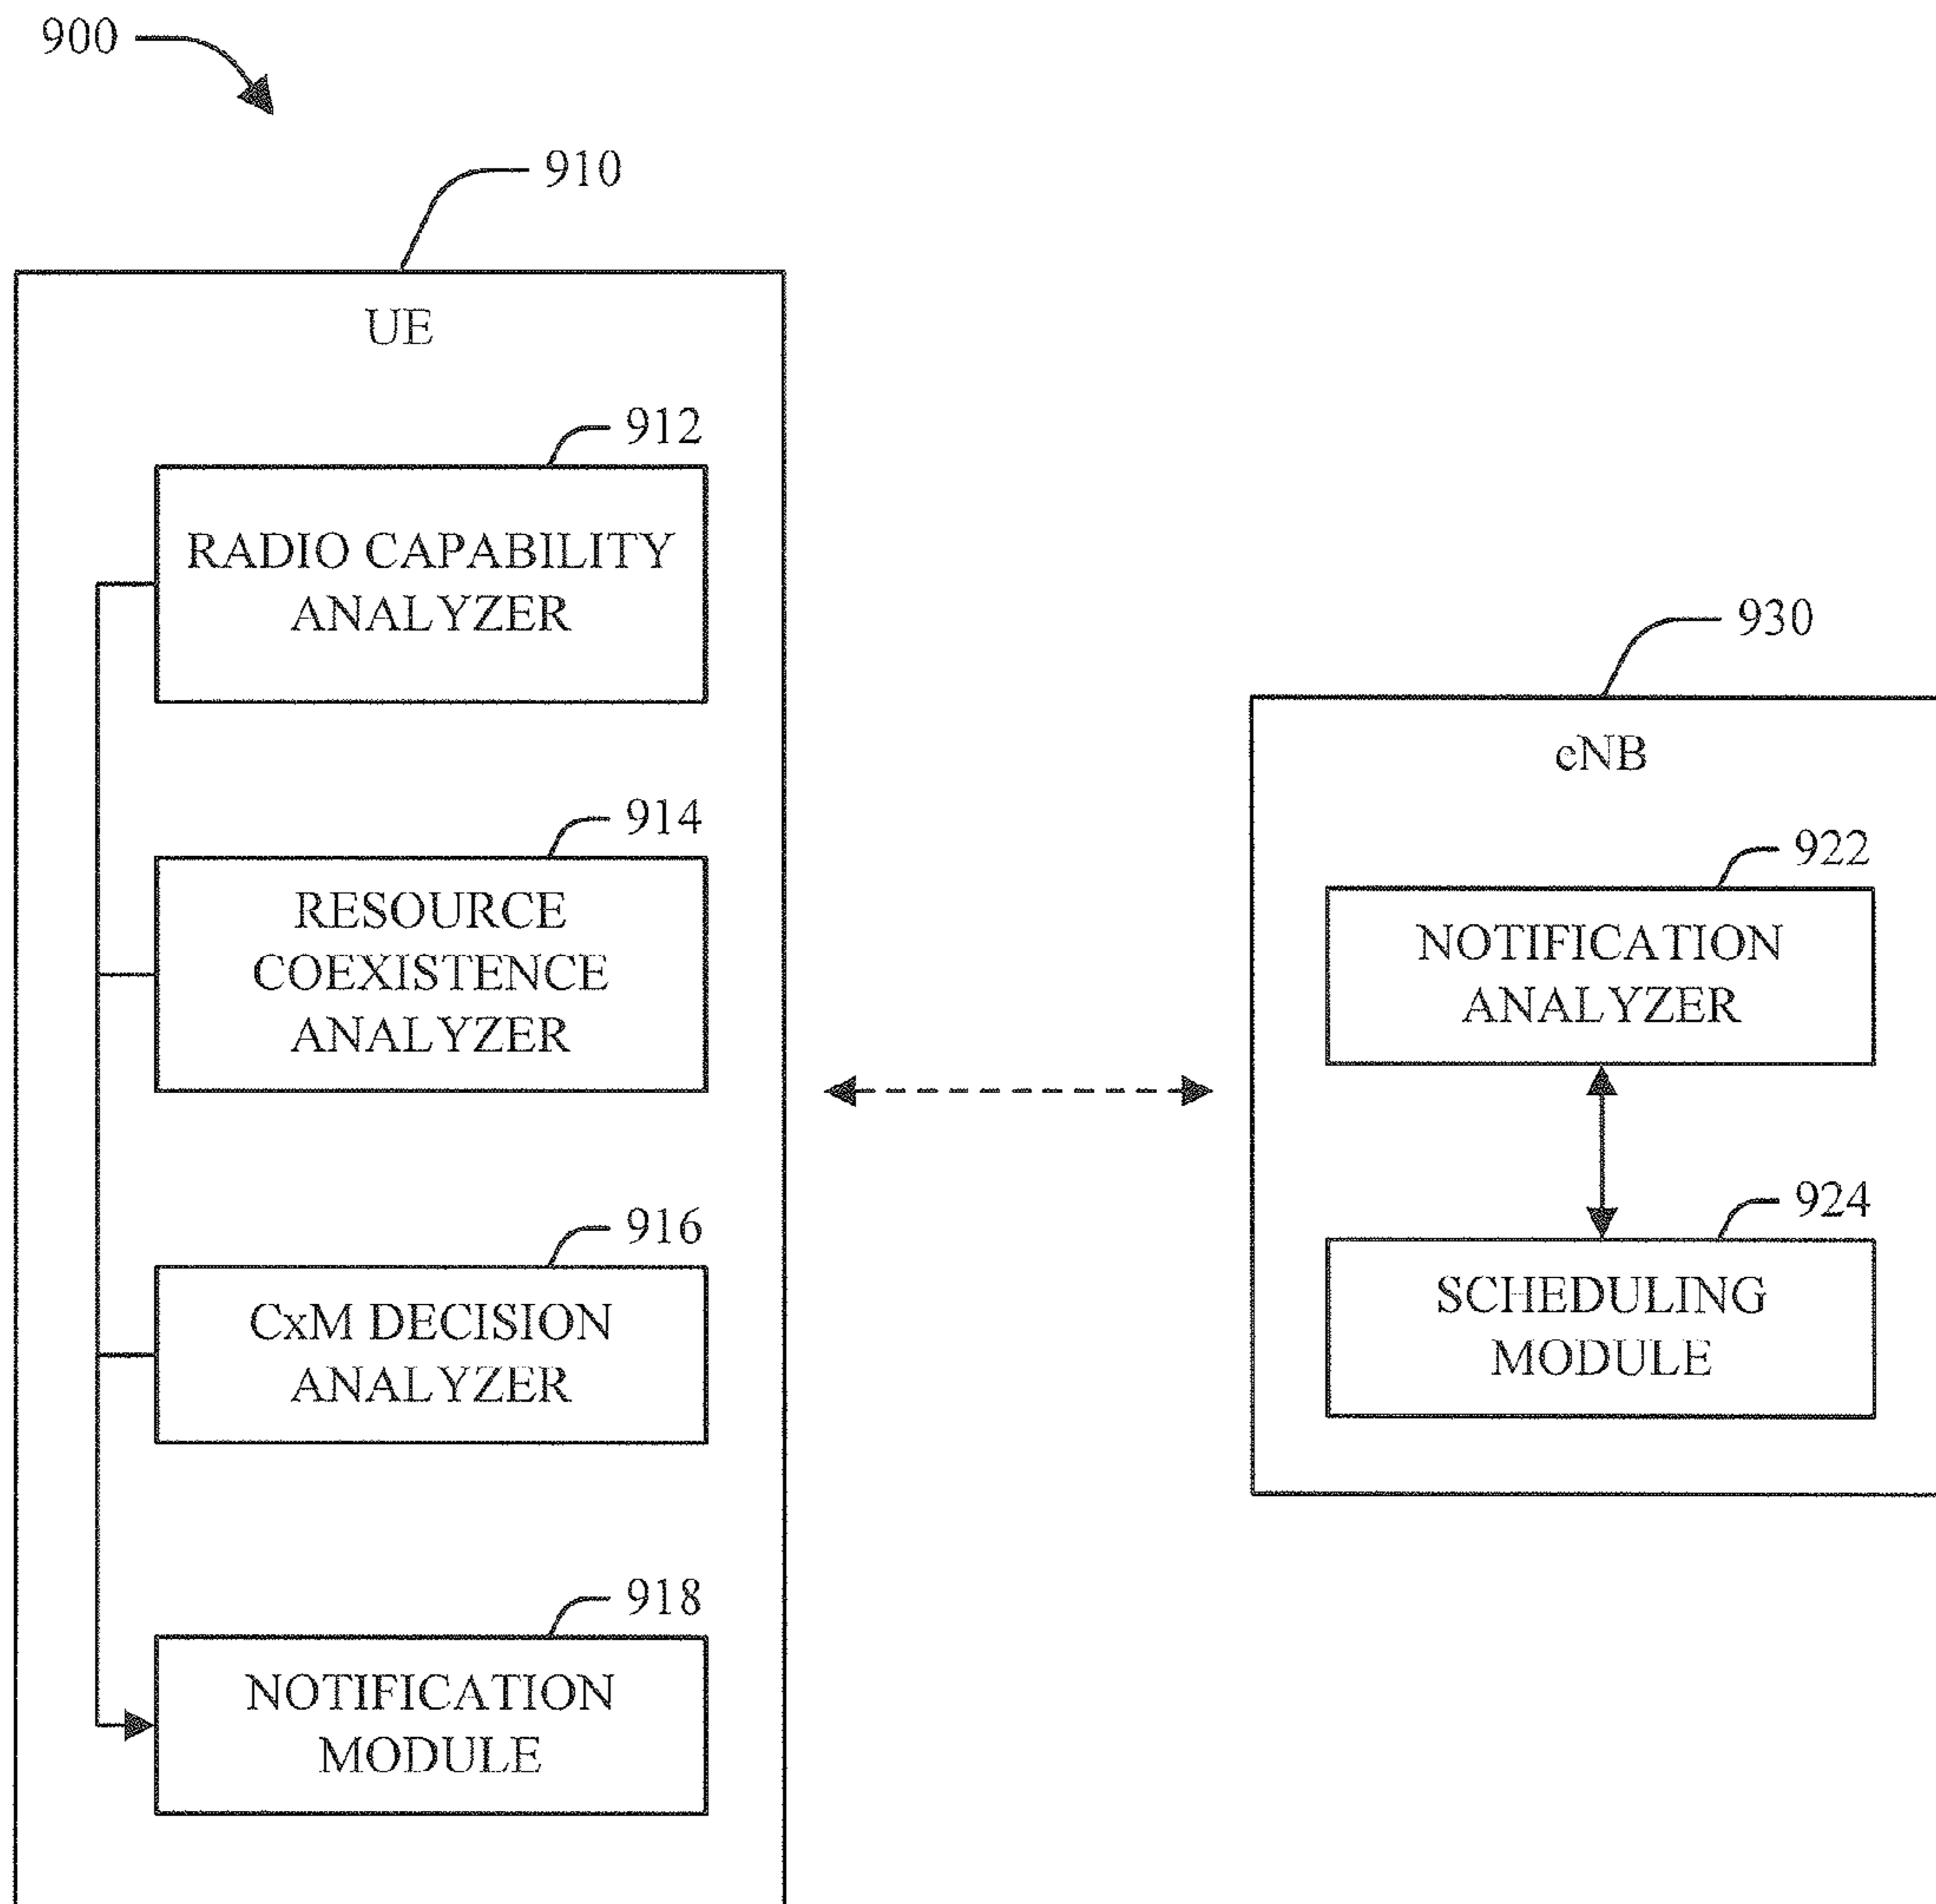 900
910
UE
912
RADIO CAPABILITY
ANALYZER
914
RESOURCE
COEXISTENCE
ANALYZER
916
CxM DECISION
ANALYZER
918
NOTIFICATION
MODULE
930
eNB
922
NOTIFICATION
ANALYZER
924
SCHEDULING
MODULE